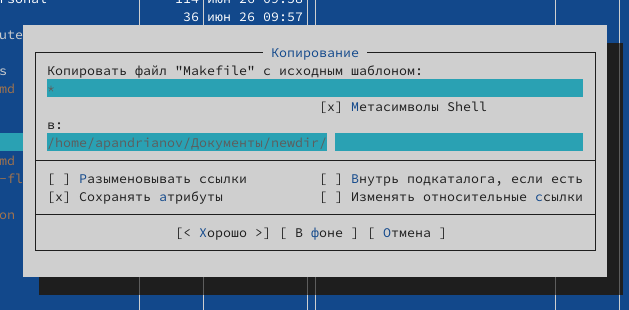 114 июн 26 09:58
36 июн 26 09:57
Копирование
Копировать файл "Makefile" с исходным шаблоном:
*
[x] Метасимволы Shell
в:
/home/apandrianov/Документы/newdir/
[ ] Разыменовывать ссылки [ ] Внутрь подкаталога, если есть
[x] Сохранять атрибуты [ ] Изменять относительные ссылки
[< Хорошо >] [ В фоне ] [ Отмена ]